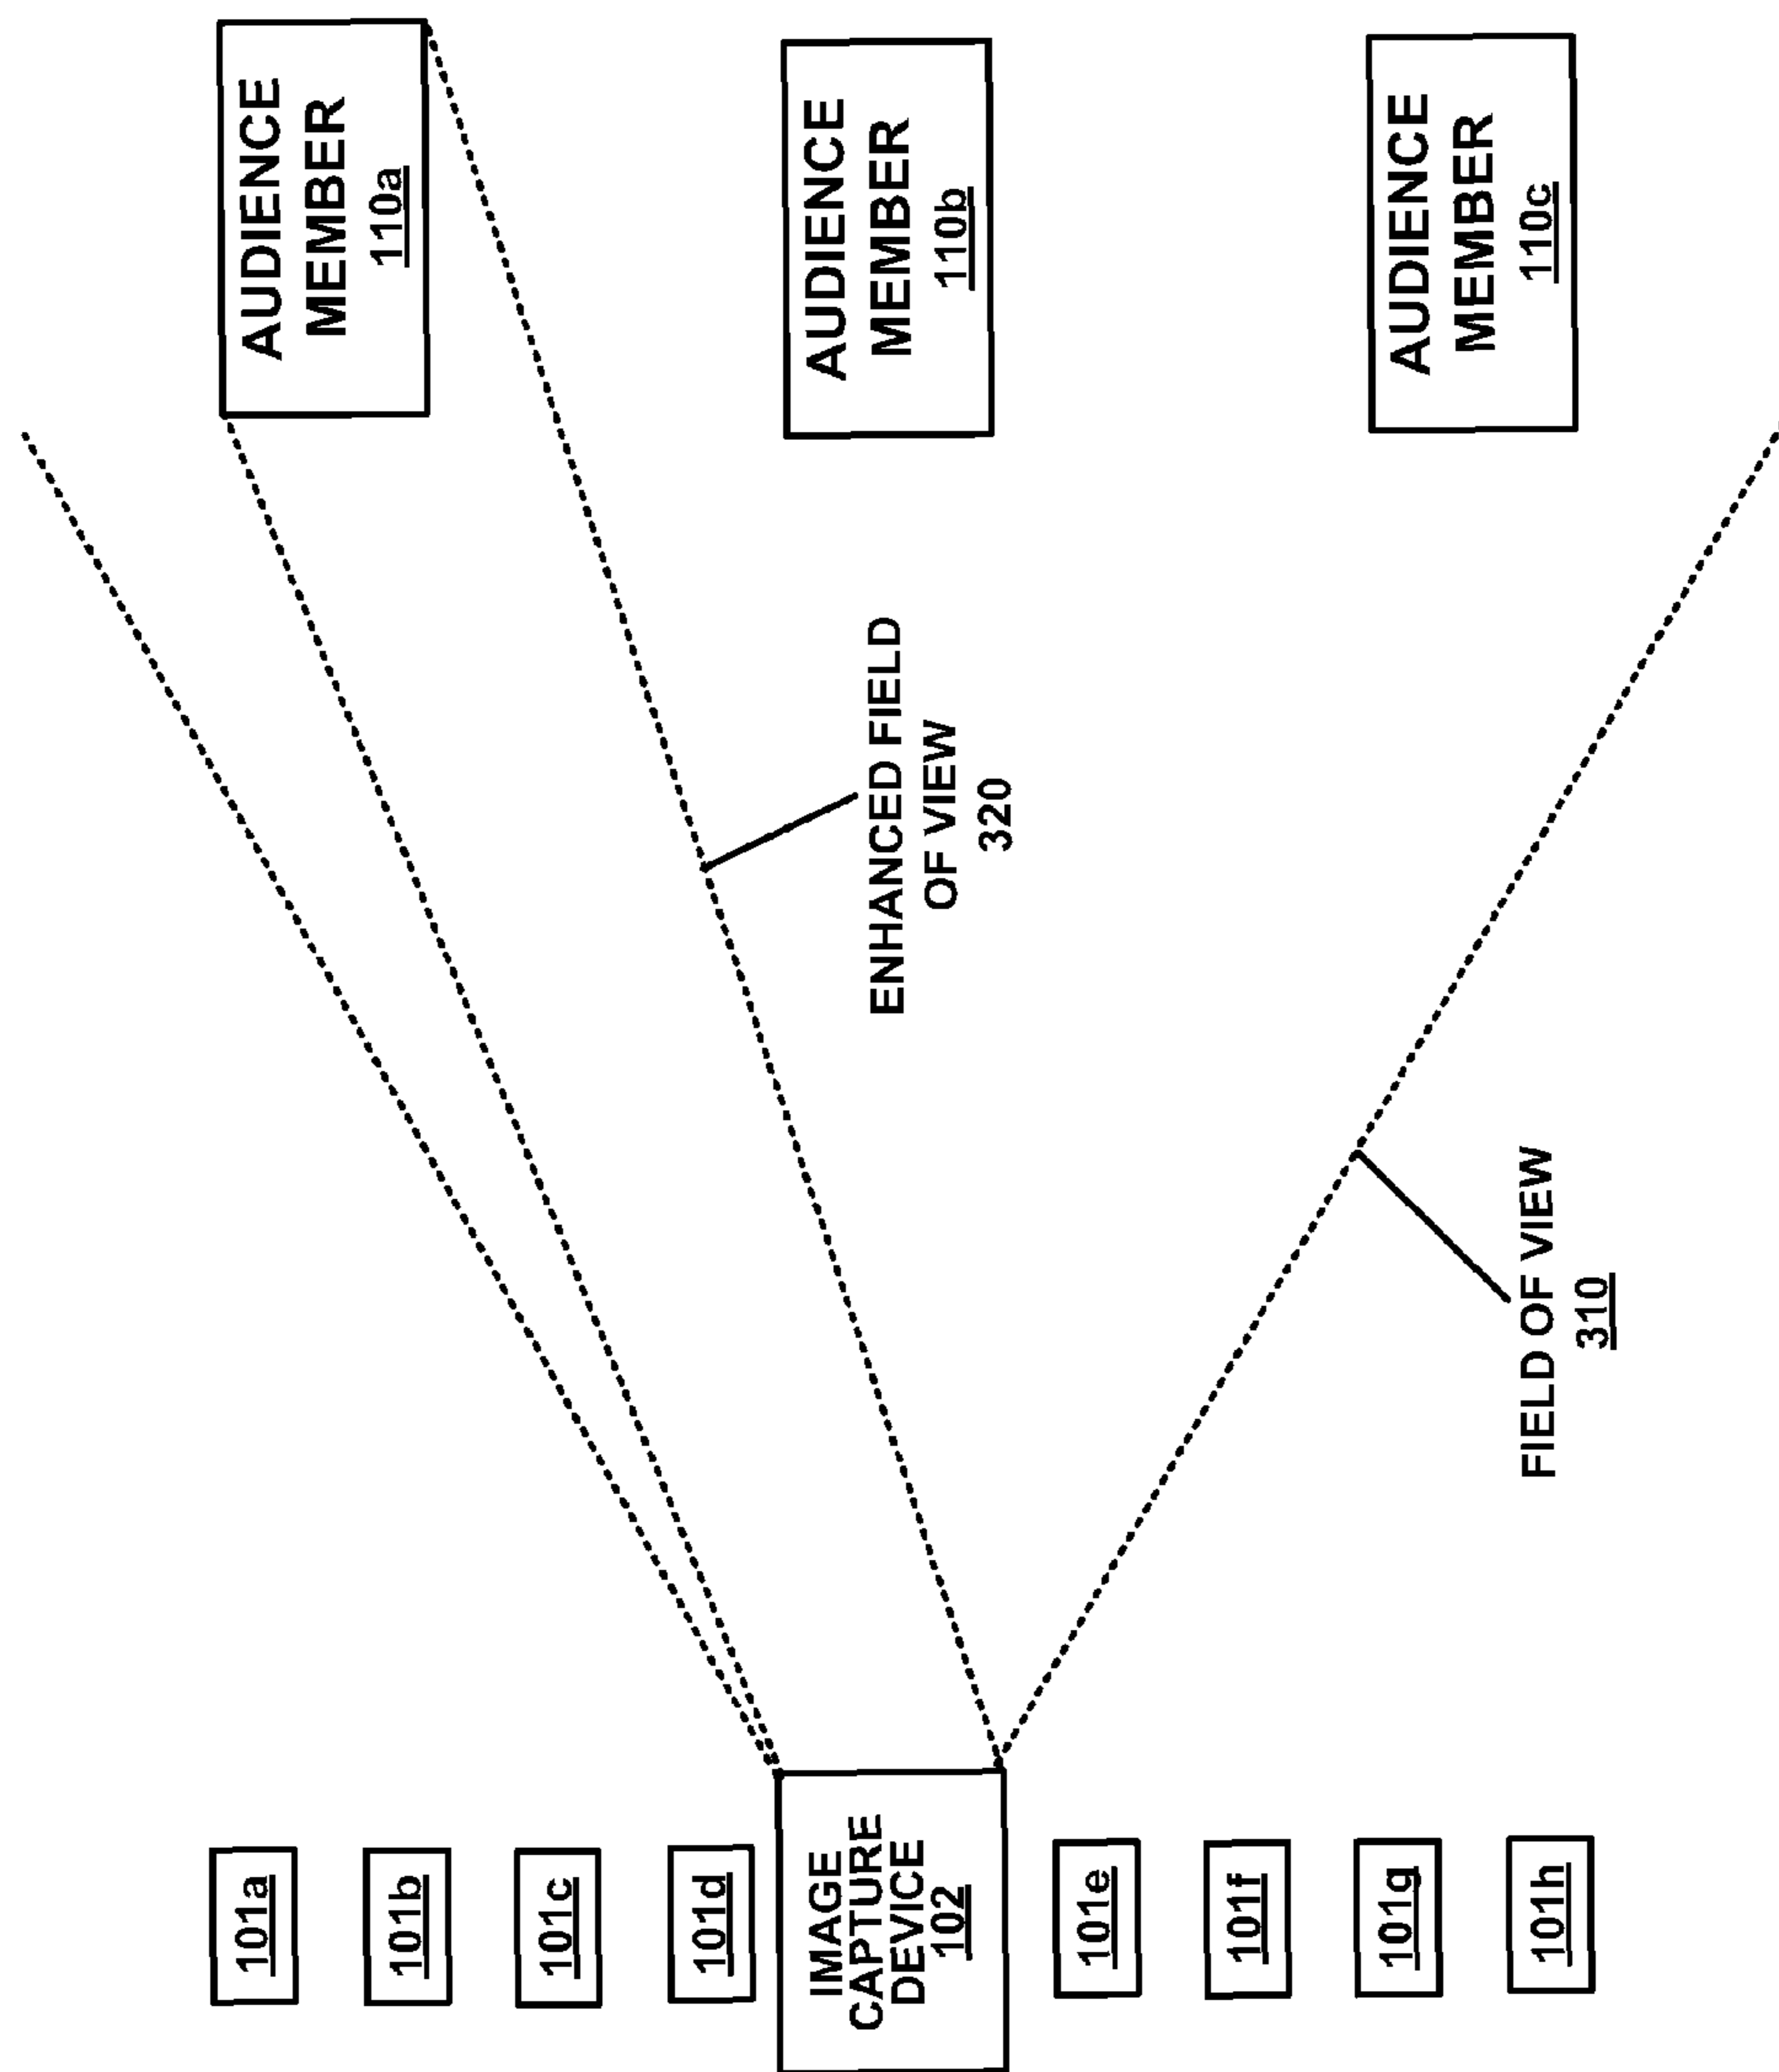 AUDIENCE
MEMBER
110a
AUDIENCE
MEMBER
110b
AUDIENCE
MEMBER
110c
ENHANCED FIELD
OF VIEW
320
FIELD OF VIEW
310
101a
101b
101c
101d
IMAGE
CAPTURE
DEVICE
102
101e
101f
101g
101h